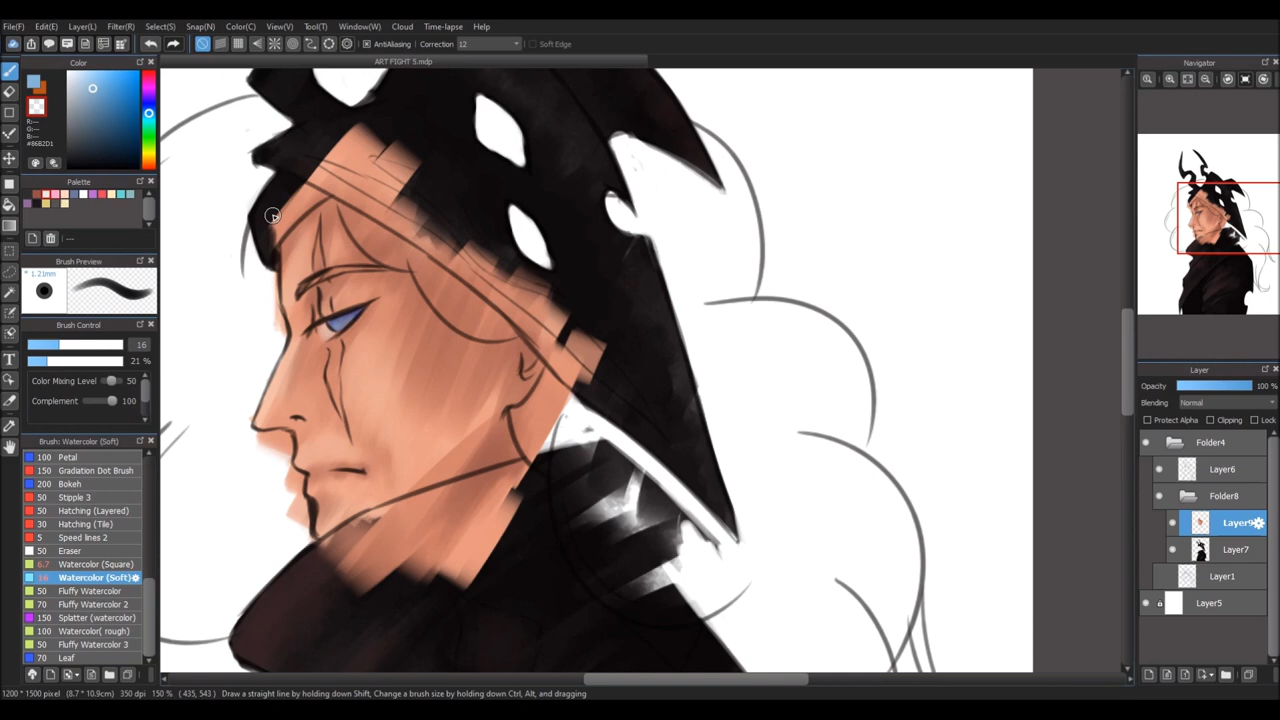 File(F) Edit(E) Layer(L) Filter(R) Select(S) Snap(N) Color(C) View(V) Tool(T) Window(W) Cloud Time-lapse Help
AntiAliasing Correction 12 Soft Edge
Color
ART FIGHT 5.mdp
Navigator
R:---
G:---
B:---
#86B2D1
Palette
---
Brush Preview
* 1.21mm
Brush Control
16
21 %
Color Mixing Level 50
Complement 100
Brush: Watercolor (Soft)
100 Petal
150 Gradation Dot Brush
200 Bokeh
50 Stipple 3
50 Hatching (Layered)
30 Hatching (Tile)
5 Speed lines 2
50 Eraser
6.7 Watercolor (Square)
16 Watercolor (Soft)
50 Fluffy Watercolor
70 Fluffy Watercolor 2
150 Splatter (watercolor)
100 Watercolor( rough)
50 Fluffy Watercolor 3
70 Leaf
Layer
Opacity 100 %
Blending Normal
Protect Alpha Clipping Lock
Folder4
Layer6
Folder8
Layer9
Layer7
Layer1
Layer5
1200 * 1500 pixel (8.7 * 10.9cm) 350 dpi 150 % ( 435, 543 ) Draw a straight line by holding down Shift, Change a brush size by holding down Ctrl, Alt, and dragging